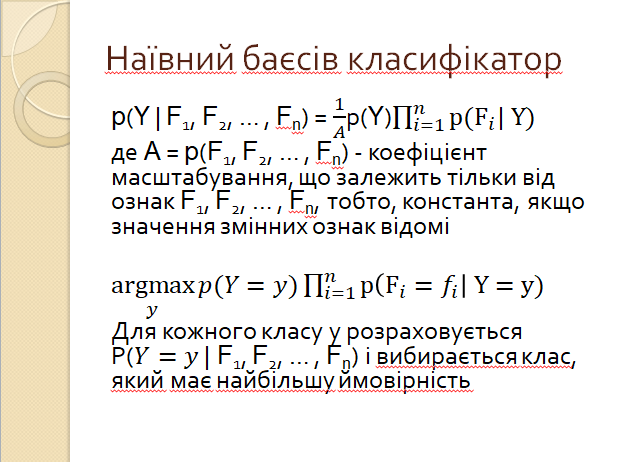 Наївний баєсів класифікатор
p(Y | F₁, F₂, … , Fₙ) = 1/A p(Y)∏ᵢ₌₁ⁿ p(Fᵢ| Y)
де A = p(F₁, F₂, … , Fₙ) - коефіцієнт
масштабування, що залежить тільки від
ознак F₁, F₂, … , Fₙ, тобто, константа, якщо
значення змінних ознак відомі
argmax p(Y = y) ∏ᵢ₌₁ⁿ p(Fᵢ = fᵢ| Y = y)
y
Для кожного класу y розраховується
P(Y = y | F₁, F₂, … , Fₙ) і вибирається клас,
який має найбільшу ймовірність